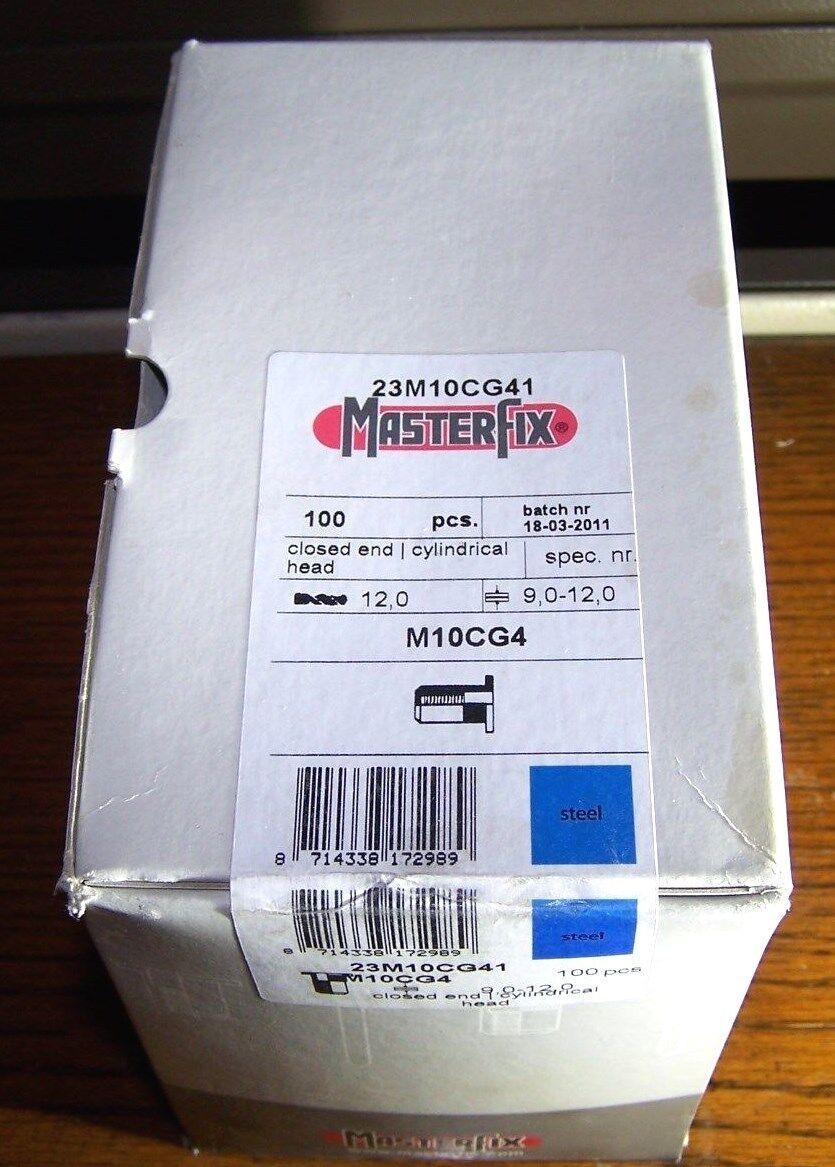 23M10CG41
MASTERFIX®
100 pcs. batch nr
18-03-2011
closed end | cylindrical
head
spec. nr.
12,0 9,0-12,0
M10CG4
steel
8 714338 172989
steel
8 714338 172989
23M10CG41 100 pcs
M10CG4 9,0-12,0
closed end | cylindrical
head
MASTERFIX